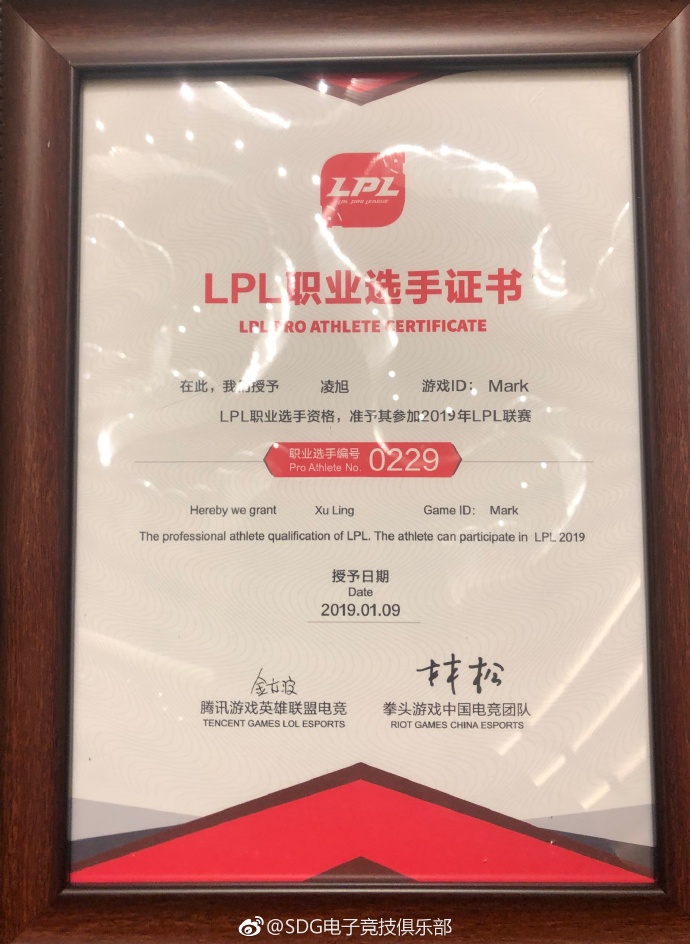 LPL
LOL PRO LEAGUE
LPL职业选手证书
LPL PRO ATHLETE CERTIFICATE
在此，我们授予 凌旭 游戏ID： Mark
LPL职业选手资格，准予其参加2019年LPL联赛
职业选手编号
Pro Athlete No. 0229
Hereby we grant Xu Ling Game ID: Mark
The professional athlete qualification of LPL. The athlete can participate in LPL 2019
授予日期
Date
2019.01.09
林松
腾讯游戏英雄联盟电竞 拳头游戏中国电竞团队
TENCENT GAMES LOL ESPORTS RIOT GAMES CHINA ESPORTS
@SDG电子竞技俱乐部